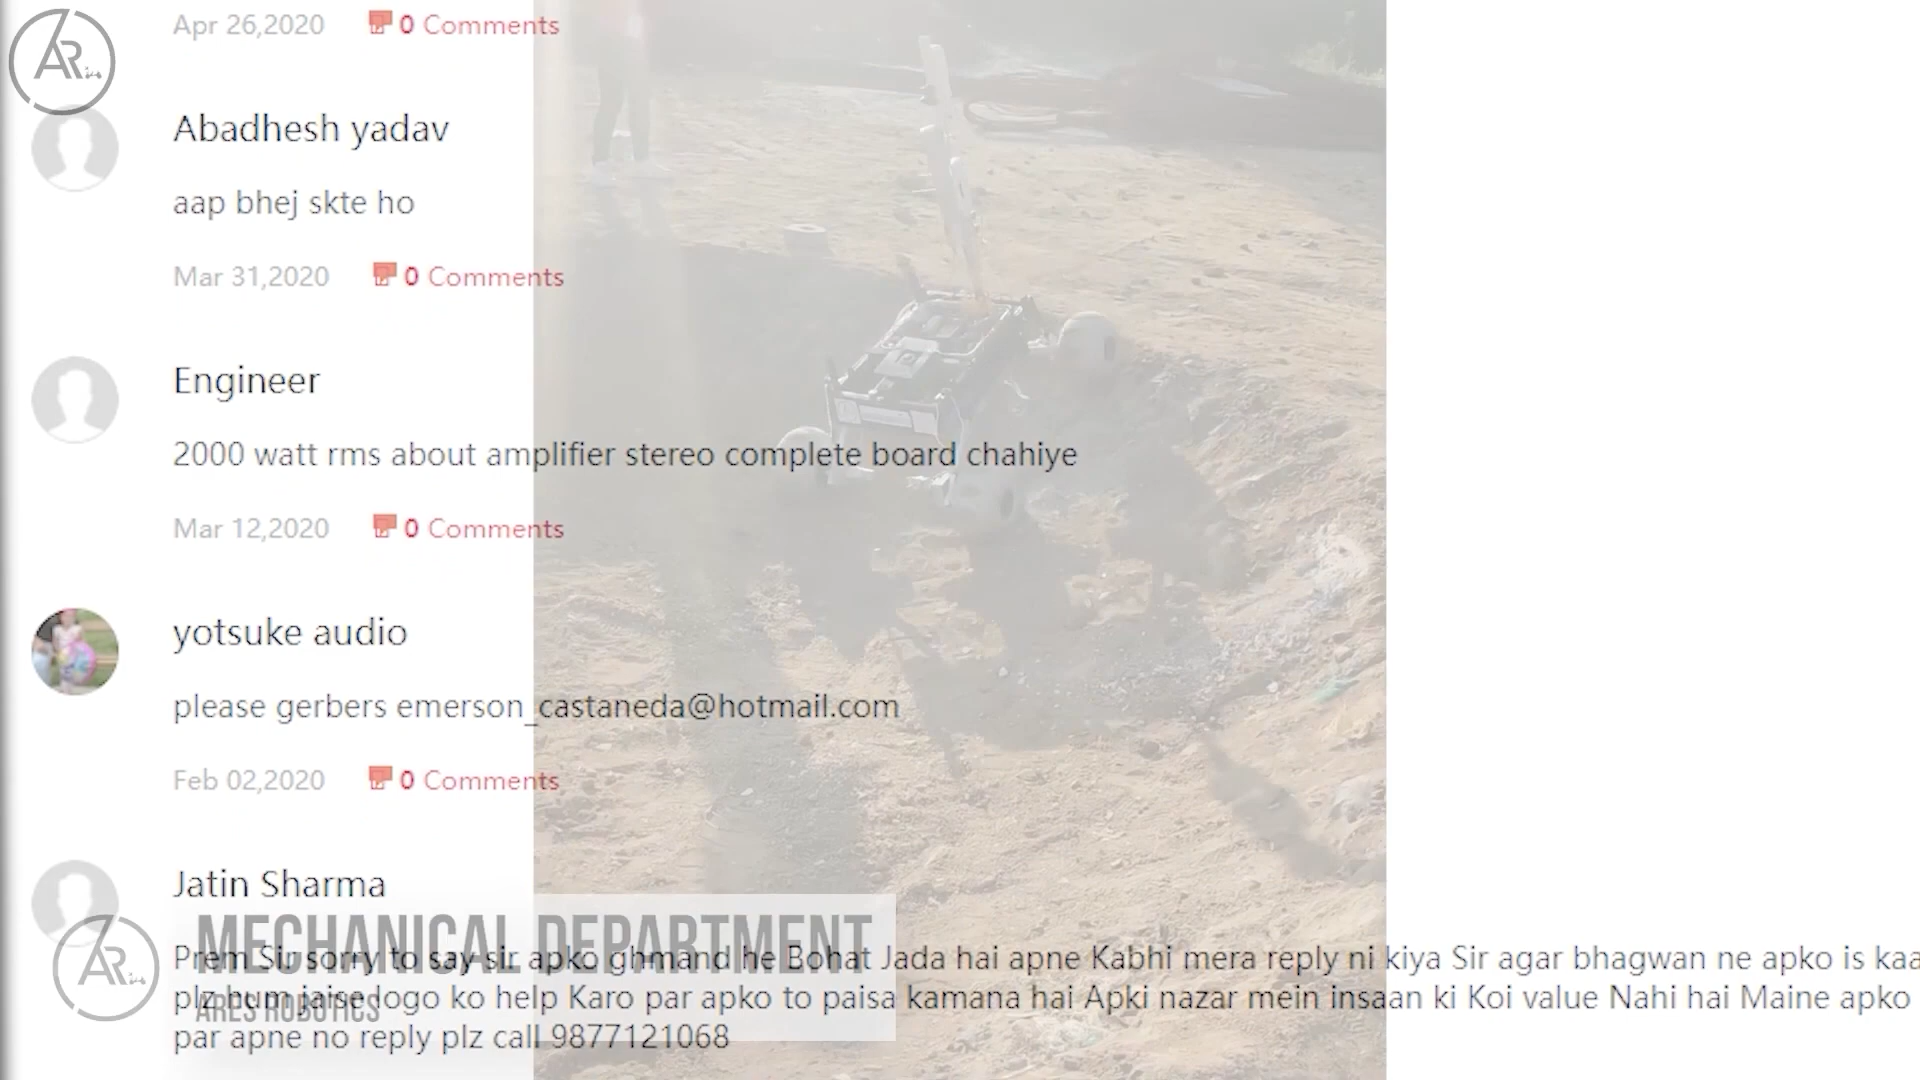 AR
Apr 26,2020 0 Comments
Abadhesh yadav
aap bhej skte ho
Mar 31,2020 0 Comments
Engineer
2000 watt rms about amplifier stereo complete board chahiye
Mar 12,2020 0 Comments
yotsuke audio
please gerbers emerson_castaneda@hotmail.com
Feb 02,2020 0 Comments
Jatin Sharma
AR
MECHANICAL DEPARTMENT
Prem Sir sorry to say sir apko ghmand he Bohat Jada hai apne Kabhi mera reply ni kiya Sir agar bhagwan ne apko is
plz hum jaise logo ko help Karo par apko to paisa kamana hai Apki nazar mein insaan ki Koi value Nahi hai Maine apko
ARES ROBOTICS
par apne no reply plz call 9877121068